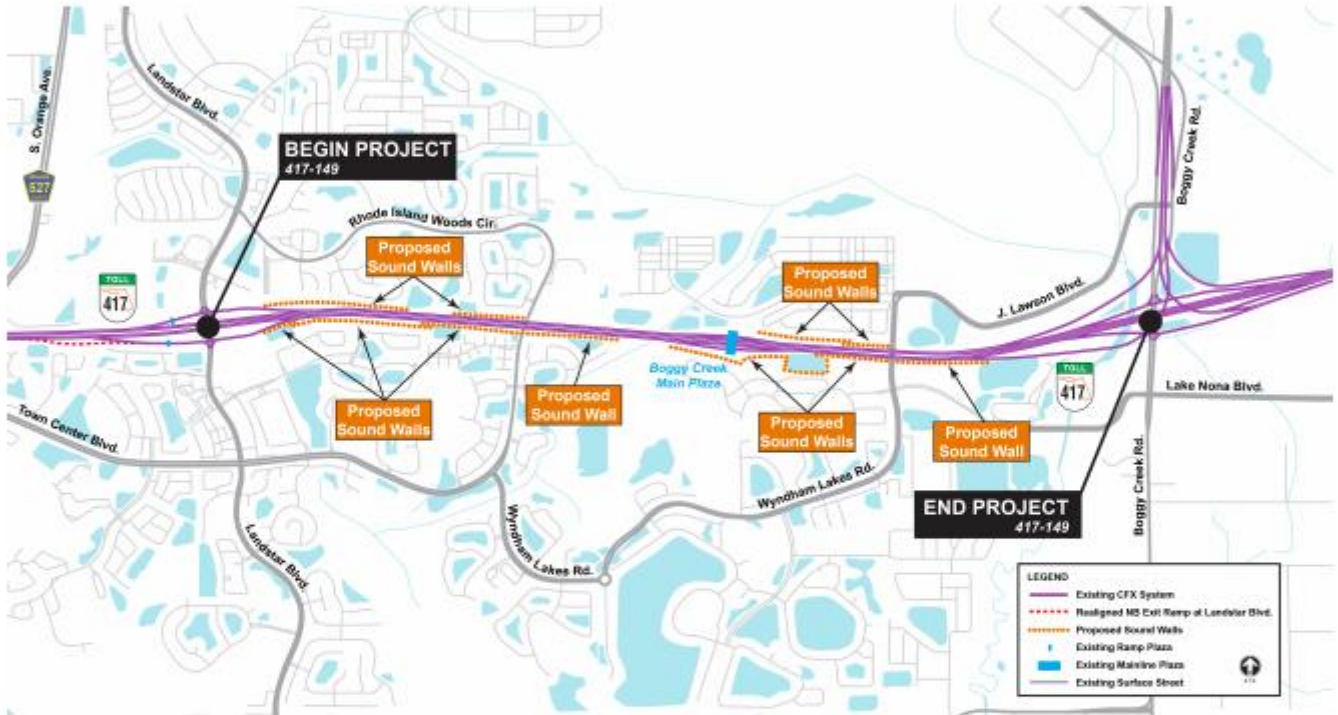 S. Orange Ave.
527
Landstar Blvd.
BEGIN PROJECT
417-149
Rhode Island Woods Cir.
Proposed
Sound Walls
Proposed
Sound Walls
TOLL
417
Boggy Creek Rd.
J. Lawson Blvd.
Boggy Creek
Main Plaza
TOLL
417
Lake Nona Blvd.
Proposed
Sound Walls
Proposed
Sound Wall
Proposed
Sound Walls
Proposed
Sound Wall
Town Center Blvd.
Wyndham Lakes Rd.
Boggy Creek Rd.
END PROJECT
417-149
Landstar Blvd.
Wyndham Lakes Rd.
LEGEND
Existing CFX System
Realigned NB Exit Ramp at Landstar Blvd.
Proposed Sound Walls
Existing Ramp Plaza
Existing Mainline Plaza
Existing Surface Street